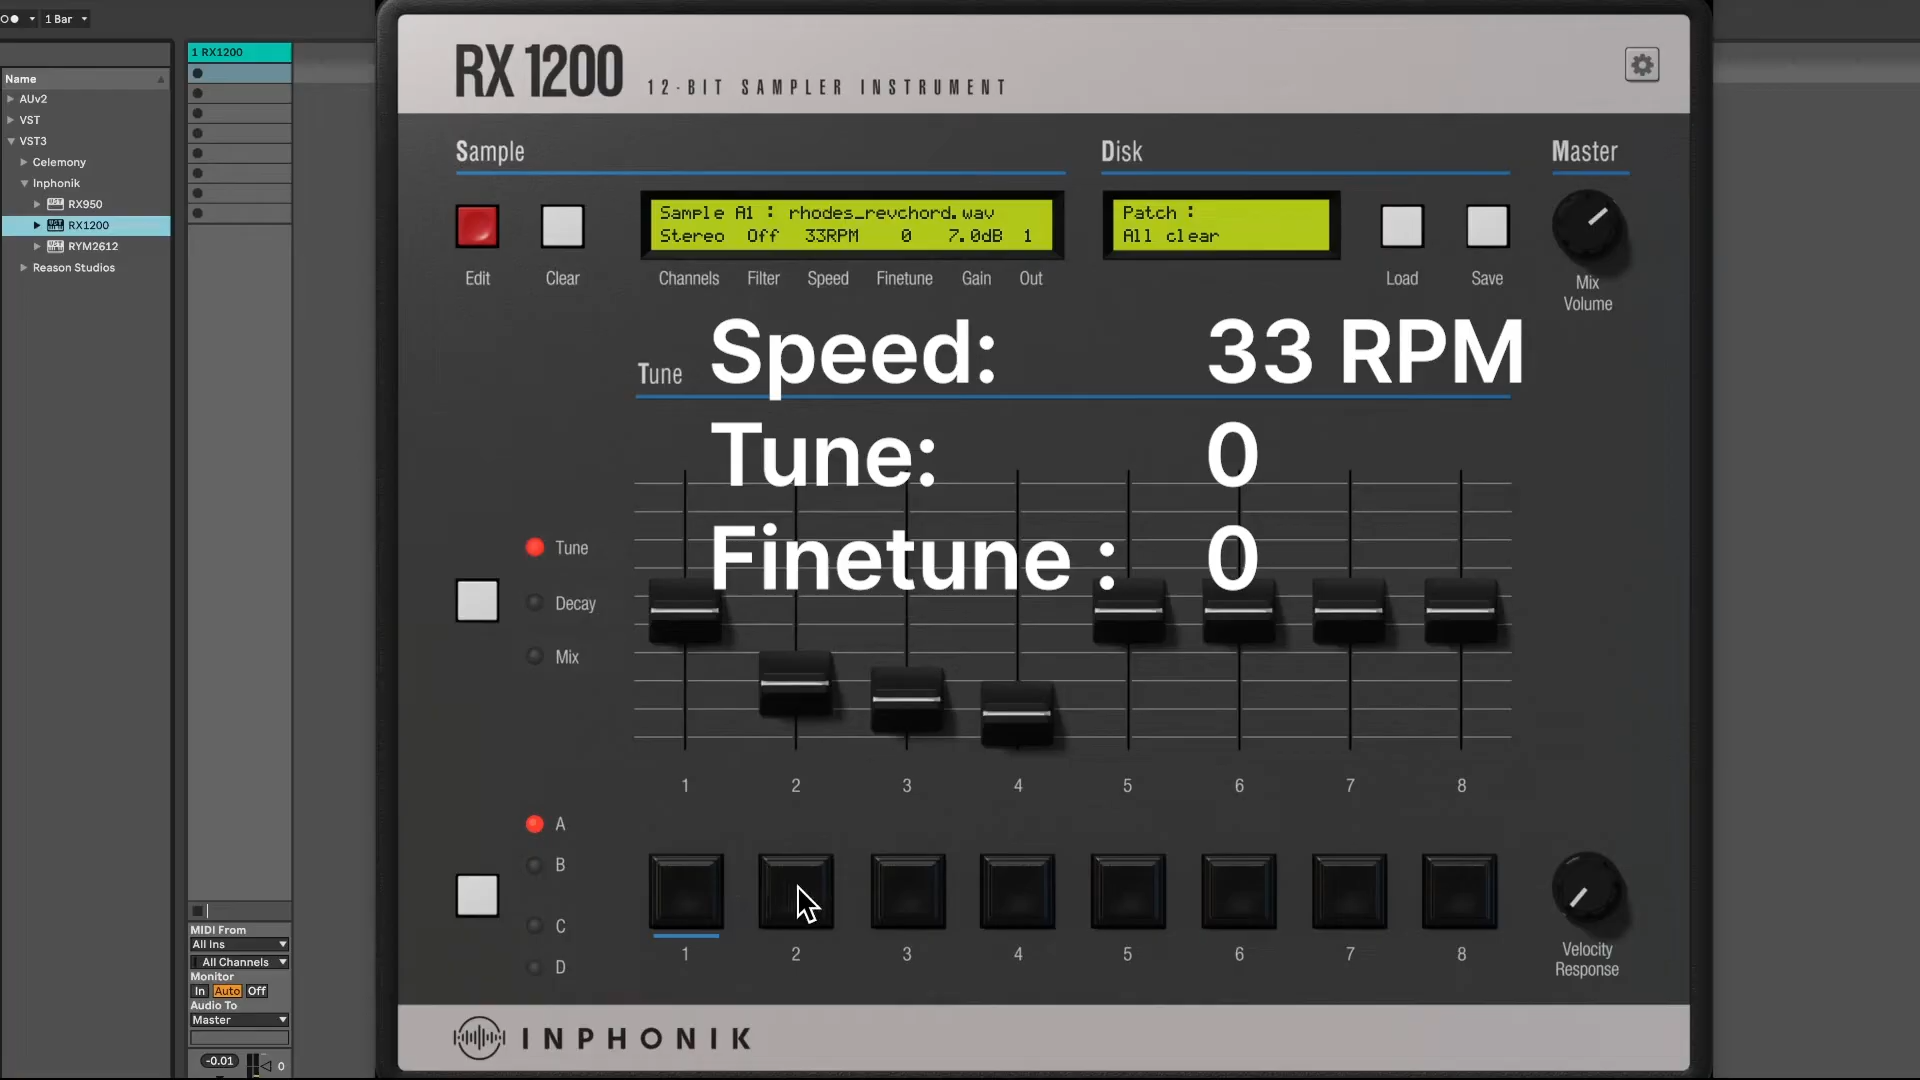 1 Bar
Name
AUv2
VST
VST3
Celemony
Inphonik
RX950
RX1200
RYM2612
Reason Studios
1 RX1200
MIDI From
All Ins
All Channels
Monitor
In Auto Off
Audio To
Master
-0.01
0
RX1200 12-BIT SAMPLER INSTRUMENT
Sample
Disk
Master
Sample A1 : rhodes_revchord.wav
Stereo Off 33RPM 0 7.0dB 1
Patch :
All clear
Edit Clear Channels Filter Speed Finetune Gain Out Load Save
Mix
Volume
Tune
Speed: 33 RPM
Tune: 0
Finetune : 0
Tune
Decay
Mix
1 2 3 4 5 6 7 8
A
B
C
D
1 2 3 4 5 6 7 8
Velocity
Response
INPHONIK